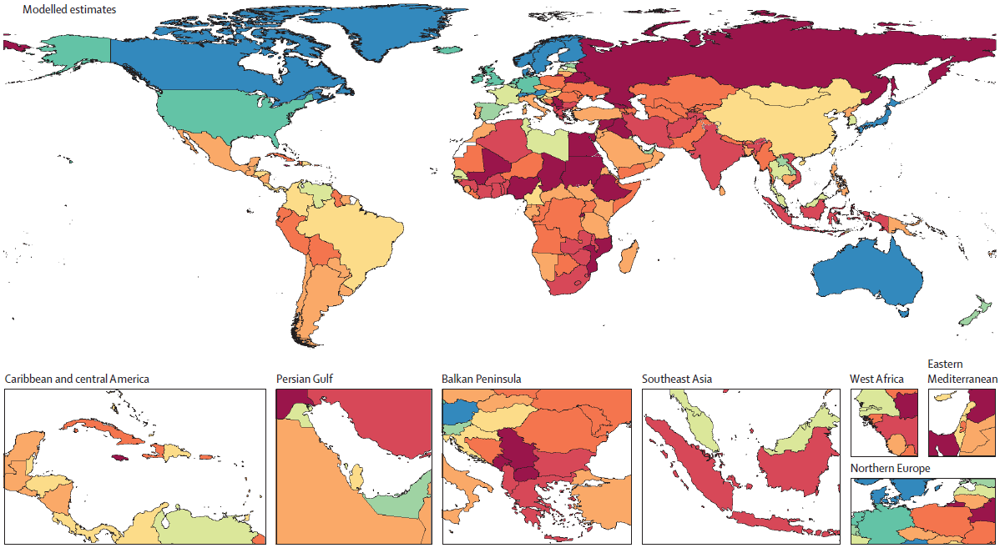 Modelled estimates
Caribbean and central America
Persian Gulf
Balkan Peninsula
Southeast Asia
West Africa
Eastern
Mediterranean
Northern Europe